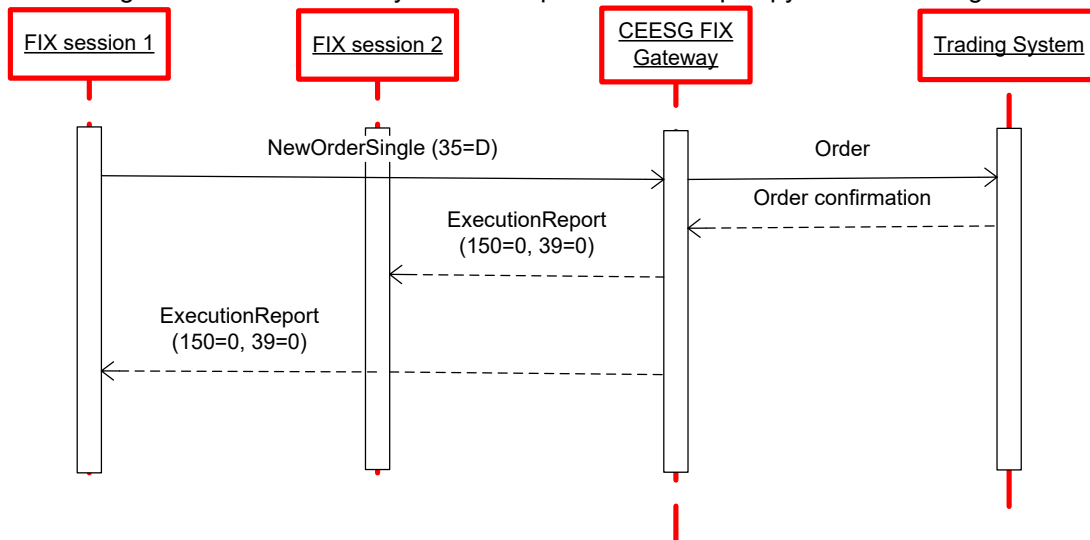 FIX session 1
FIX session 2
CEESG FIX
Gateway
Trading System
NewOrderSingle (35=D)
Order
Order confirmation
ExecutionReport
(150=0, 39=0)
ExecutionReport
(150=0, 39=0)